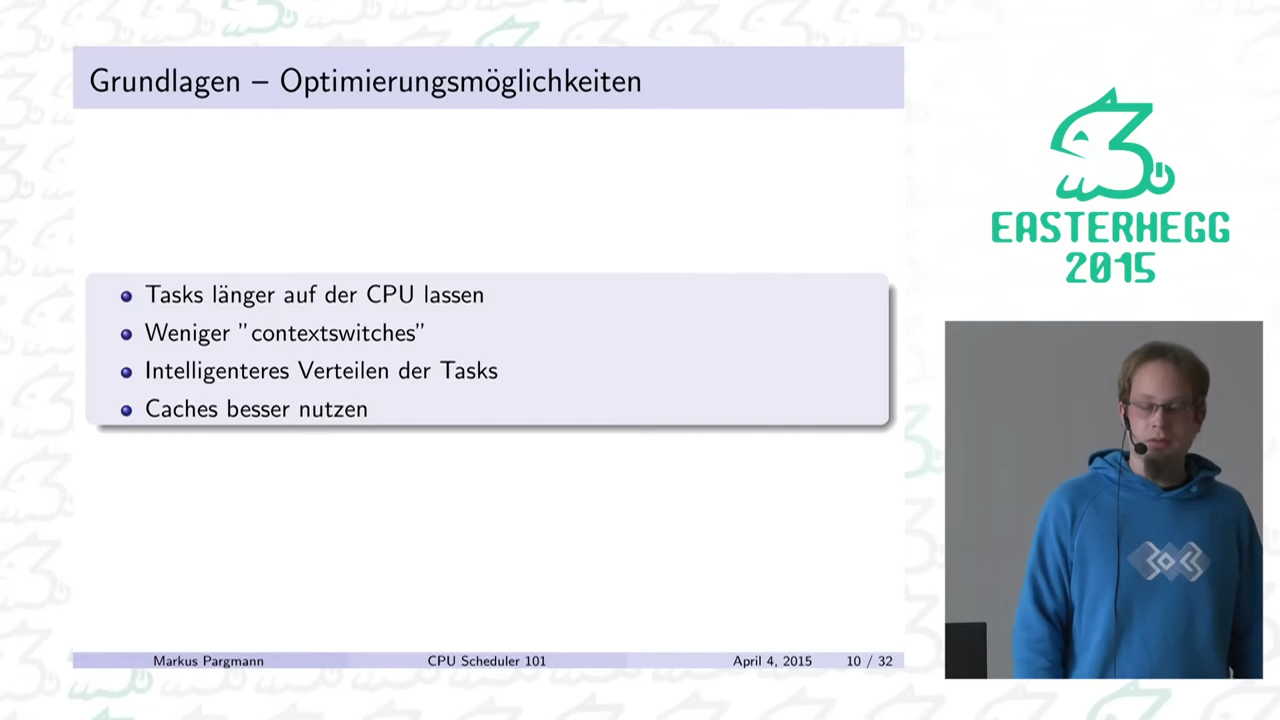 Grundlagen – Optimierungsmöglichkeiten
Tasks länger auf der CPU lassen
Weniger ”contextswitches”
Intelligenteres Verteilen der Tasks
Caches besser nutzen
Markus Pargmann
CPU Scheduler 101
April 4, 2015
10 / 32
EASTERHEGG
2015